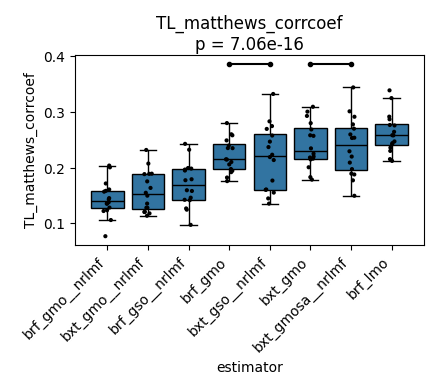 TL_matthews_corrcoef
p = 7.06e-16
TL_matthews_corrcoef
0.4
0.3
0.2
0.1
brf_gmo__nrlmf
bxt_gmo__nrlmf
brf_gso__nrlmf
brf_gmo
bxt_gso__nrlmf
bxt_gmo
bxt_gmosa__nrlmf
brf_lmo
estimator